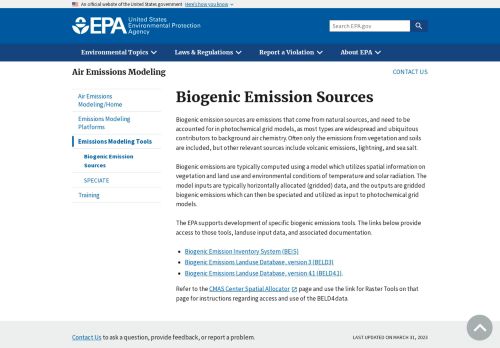 An official website of the United States government Here's how you know
EPA United States
Environmental Protection
Agency
Search EPA.gov
Environmental Topics
Laws & Regulations
Report a Violation
About EPA
Air Emissions Modeling
CONTACT US
Air Emissions
Modeling/Home
Emissions Modeling
Platforms
Emissions Modeling Tools
Biogenic Emission
Sources
SPECIATE
Training
Biogenic Emission Sources
Biogenic emission sources are emissions that come from natural sources, and need to
be accounted for in photochemical grid models, as most types are widespread and ubiquitous
contributors to background air chemistry. Often only the emissions from vegetation and soils
are included, but other relevant sources include volcanic emissions, lightning, and sea salt.
Biogenic emissions are typically computed using a model which utilizes spatial information on
vegetation and land use and environmental conditions of temperature and solar radiation. The
model inputs are typically horizontally allocated (gridded) data, and the outputs are gridded
biogenic emissions which can then be speciated and utilized as input to photochemical grid
models.
The EPA supports development of specific biogenic emissions tools. The links below provide
access to these tools, landuse input data, and associated documentation.
Biogenic Emission Inventory System (BEIS)
Biogenic Emissions Landuse Database, version 3 (BELD3)
Biogenic Emissions Landuse Database, version 4.1 (BELD4.1).
Refer to the CMAS Center Spatial Allocator page and use the link for Raster Tools on that
page for instructions regarding access and use of the BELD4 data.
Contact Us to ask a question, provide feedback, or report a problem.
LAST UPDATED ON MARCH 31, 2023